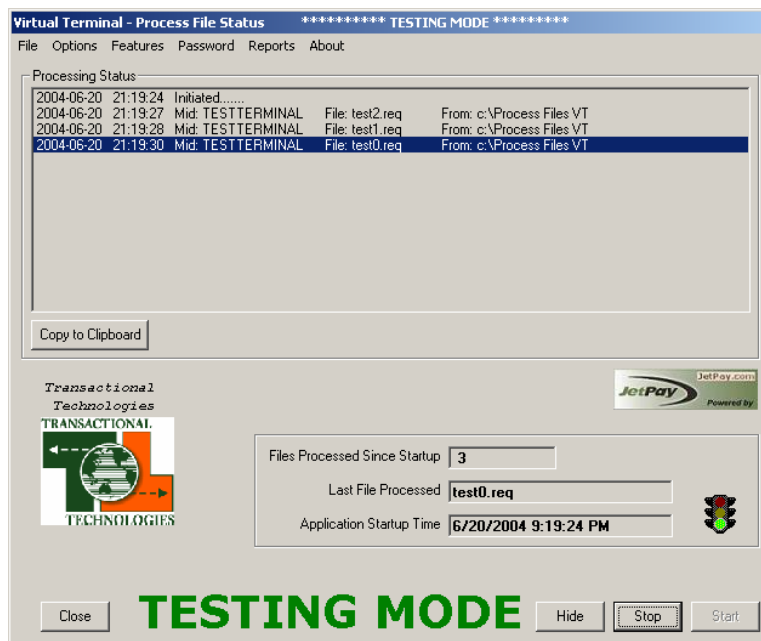 Virtual Terminal - Process File Status ********** TESTING MODE *********
File Options Features Password Reports About
Processing Status
2004-06-20 21:19:24 Initiated.......
2004-06-20 21:19:27 Mid: TESTTERMINAL File: test2.req From: c:\Process Files VT
2004-06-20 21:19:28 Mid: TESTTERMINAL File: test1.req From: c:\Process Files VT
2004-06-20 21:19:30 Mid: TESTTERMINAL File: test0.req From: c:\Process Files VT
Copy to Clipboard
Transactional
Technologies
TRANSACTIONAL
TECHNOLOGIES
JetPay.com
JetPay
Powered by
Files Processed Since Startup 3
Last File Processed test0.req
Application Startup Time 6/20/2004 9:19:24 PM
Close TESTING MODE Hide Stop Start